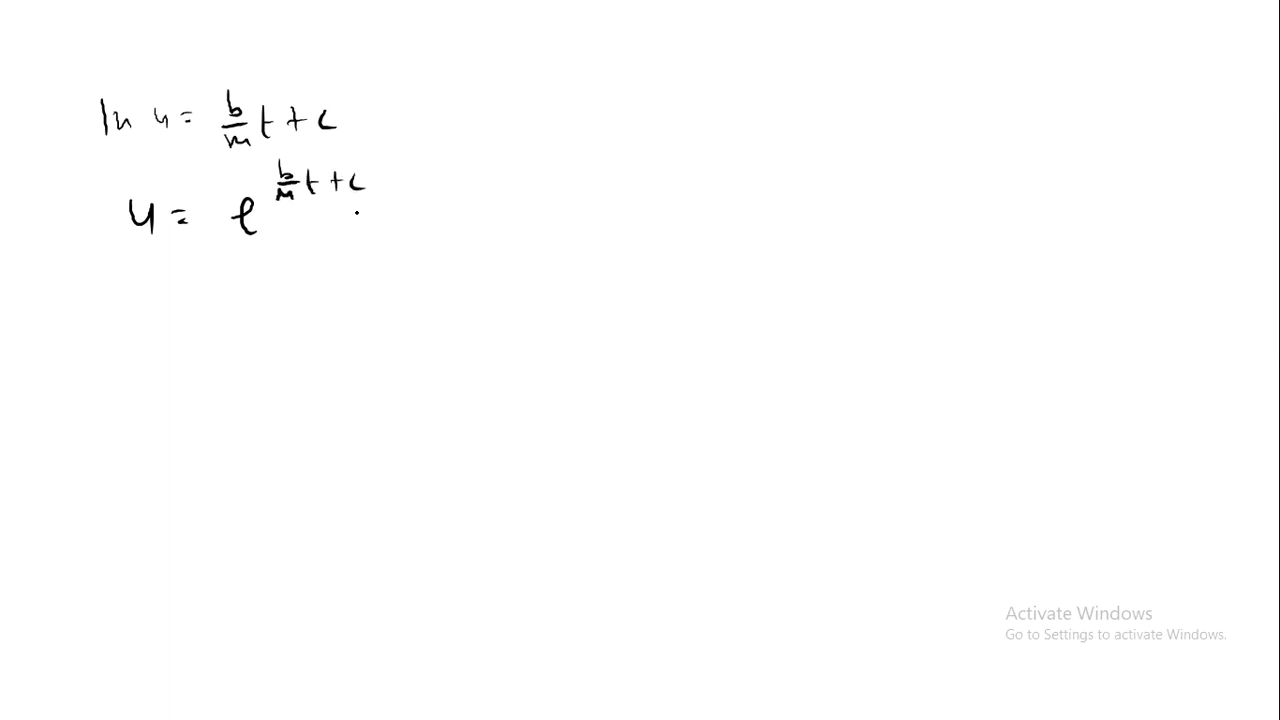 ln u = b/m t + c
u = e^(b/m t + c)
Activate Windows
Go to Settings to activate Windows.